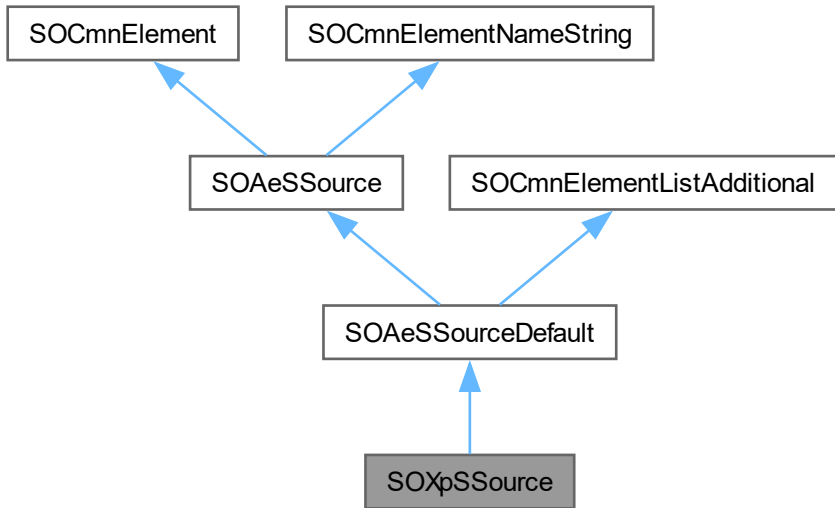 SOCmnElement
SOCmnElementNameString
SOAeSSource
SOCmnElementListAdditional
SOAeSSourceDefault
SOXpSSource